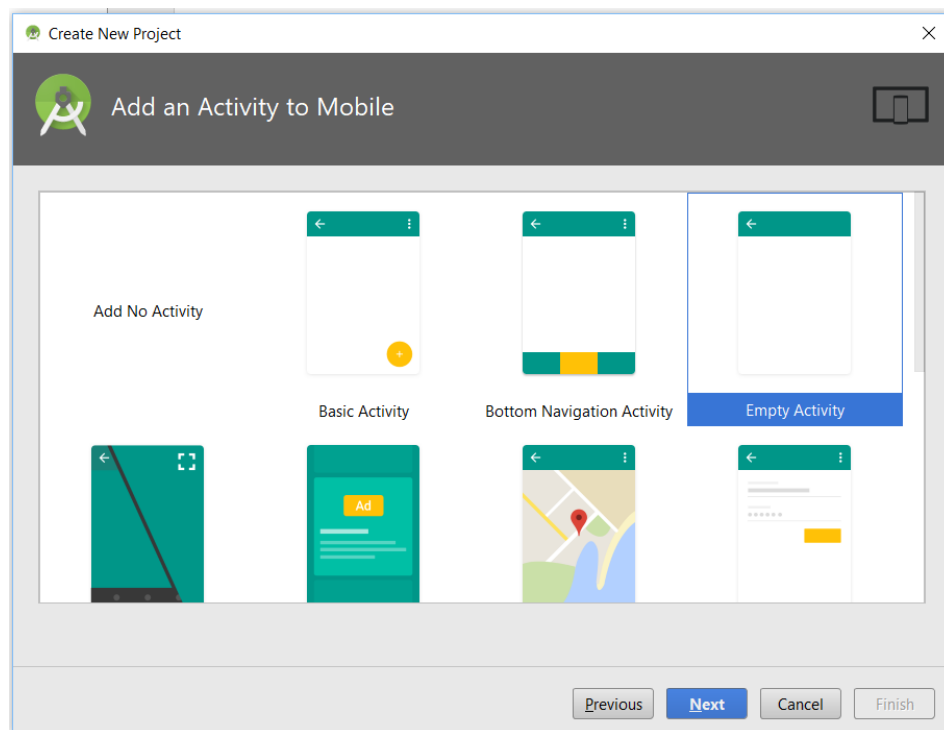 Create New Project
Add an Activity to Mobile
Add No Activity
Basic Activity
Bottom Navigation Activity
Empty Activity
Ad
Previous
Next
Cancel
Finish